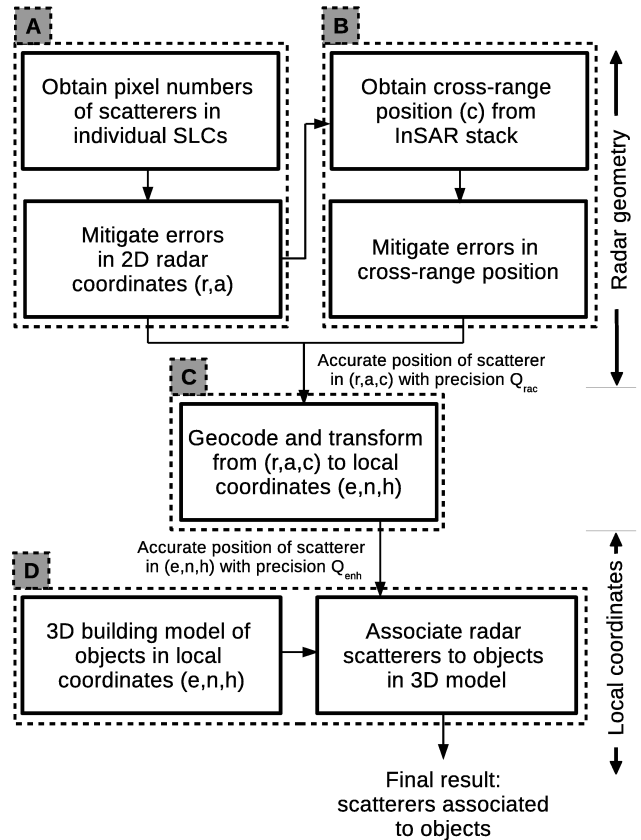 A
Obtain pixel numbers
of scatterers in
individual SLCs
Mitigate errors
in 2D radar
coordinates (r,a)
B
Obtain cross-range
position (c) from
InSAR stack
Mitigate errors in
cross-range position
Radar geometry
Accurate position of scatterer
in (r,a,c) with precision Qrac
C
Geocode and transform
from (r,a,c) to local
coordinates (e,n,h)
Accurate position of scatterer
in (e,n,h) with precision Qenh
D
3D building model of
objects in local
coordinates (e,n,h)
Associate radar
scatterers to objects
in 3D model
Local coordinates
Final result:
scatterers associated
to objects